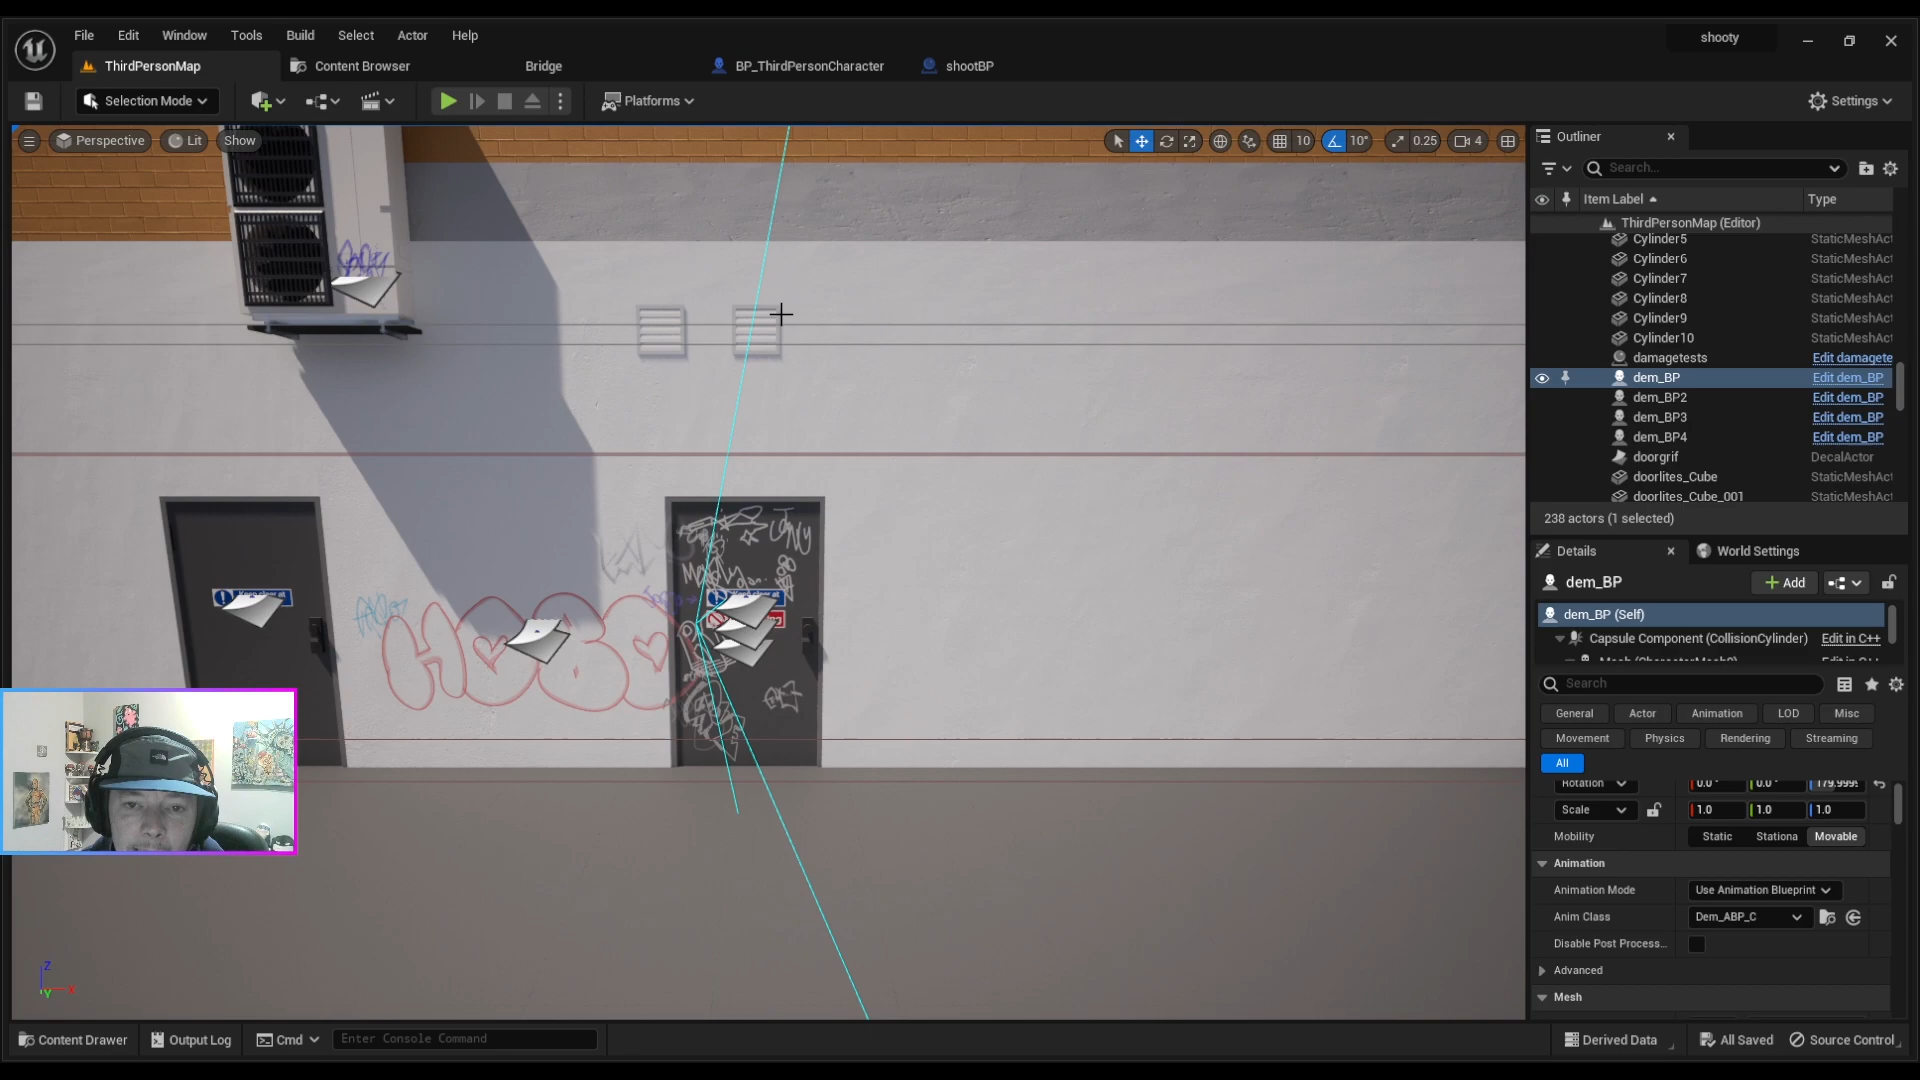 File Edit Window Tools Build Select Actor Help
shooty
ThirdPersonMap Content Browser Bridge BP_ThirdPersonCharacter shootBP
Selection Mode Platforms Settings
Perspective Lit Show 10 10° 0.25 4
Outliner
Search...
Item Label Type
ThirdPersonMap (Editor)
Cylinder5 StaticMeshAct
Cylinder6 StaticMeshAct
Cylinder7 StaticMeshAct
Cylinder8 StaticMeshAct
Cylinder9 StaticMeshAct
Cylinder10 StaticMeshAct
damagetests Edit damagete
dem_BP Edit dem_BP
dem_BP2 Edit dem_BP
dem_BP3 Edit dem_BP
dem_BP4 Edit dem_BP
doorgrif DecalActor
doorlites_Cube StaticMeshAct
doorlites_Cube_001 StaticMeshAct
238 actors (1 selected)
Details World Settings
dem_BP Add
dem_BP (Self)
Capsule Component (CollisionCylinder) Edit in C++
Search
General Actor Animation LOD Misc
Movement Physics Rendering Streaming
All
Rotation 0.0° 0.0° 179.999
Scale 1.0 1.0 1.0
Mobility Static Stationa Movable
Animation
Animation Mode Use Animation Blueprint
Anim Class Dem_ABP_C
Disable Post Process...
Advanced
Mesh
HOBO
Z
X
Y
Content Drawer Output Log Cmd Enter Console Command Derived Data All Saved Source Control